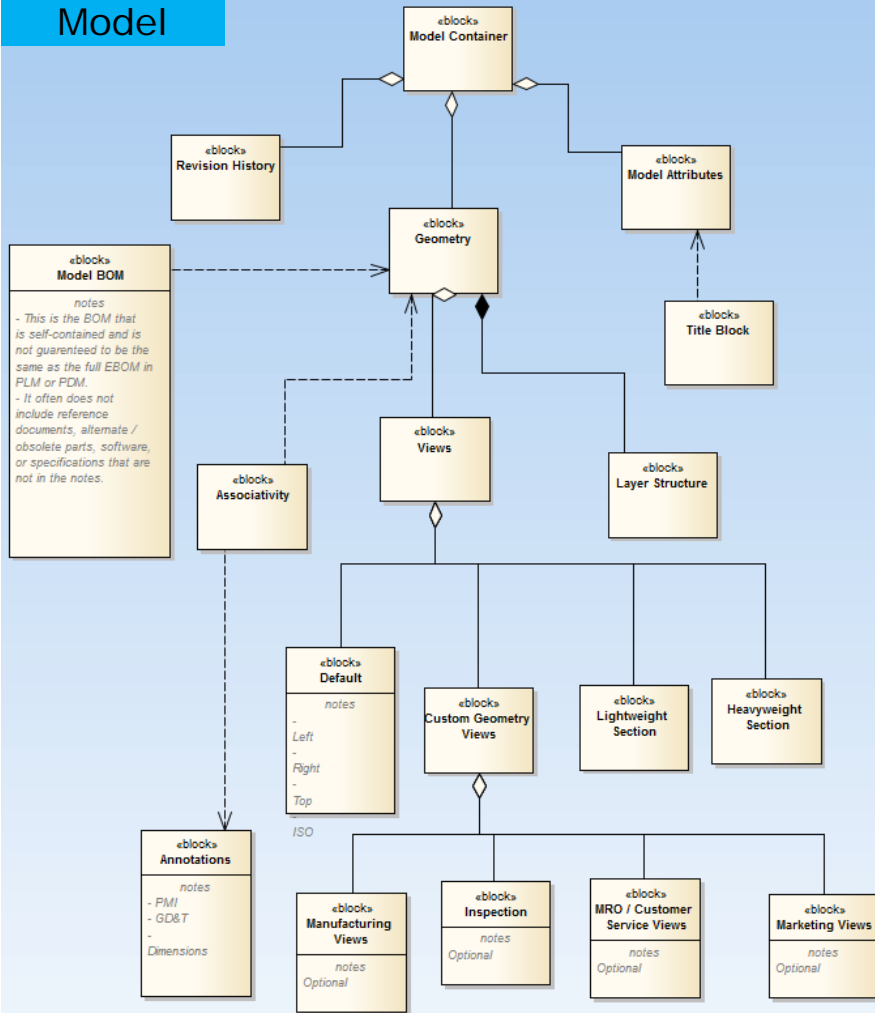 Model
«block»
Model Container
«block»
Revision History
«block»
Model Attributes
«block»
Geometry
«block»
Model BOM
notes
- This is the BOM that
is self-contained and is
not guarenteed to be the
same as the full EBOM in
PLM or PDM.
- It often does not
include reference
documents, alternate /
obsolete parts, software,
or specifications that are
not in the notes.
«block»
Title Block
«block»
Views
«block»
Associativity
«block»
Layer Structure
«block»
Default
notes
-
Left
-
Right
-
Top
-
ISO
«block»
Custom Geometry
Views
«block»
Lightweight
Section
«block»
Heavyweight
Section
«block»
Annotations
notes
- PMI
- GD&T
-
Dimensions
«block»
Manufacturing
Views
notes
Optional
«block»
Inspection
notes
Optional
«block»
MRO / Customer
Service Views
notes
Optional
«block»
Marketing Views
notes
Optional